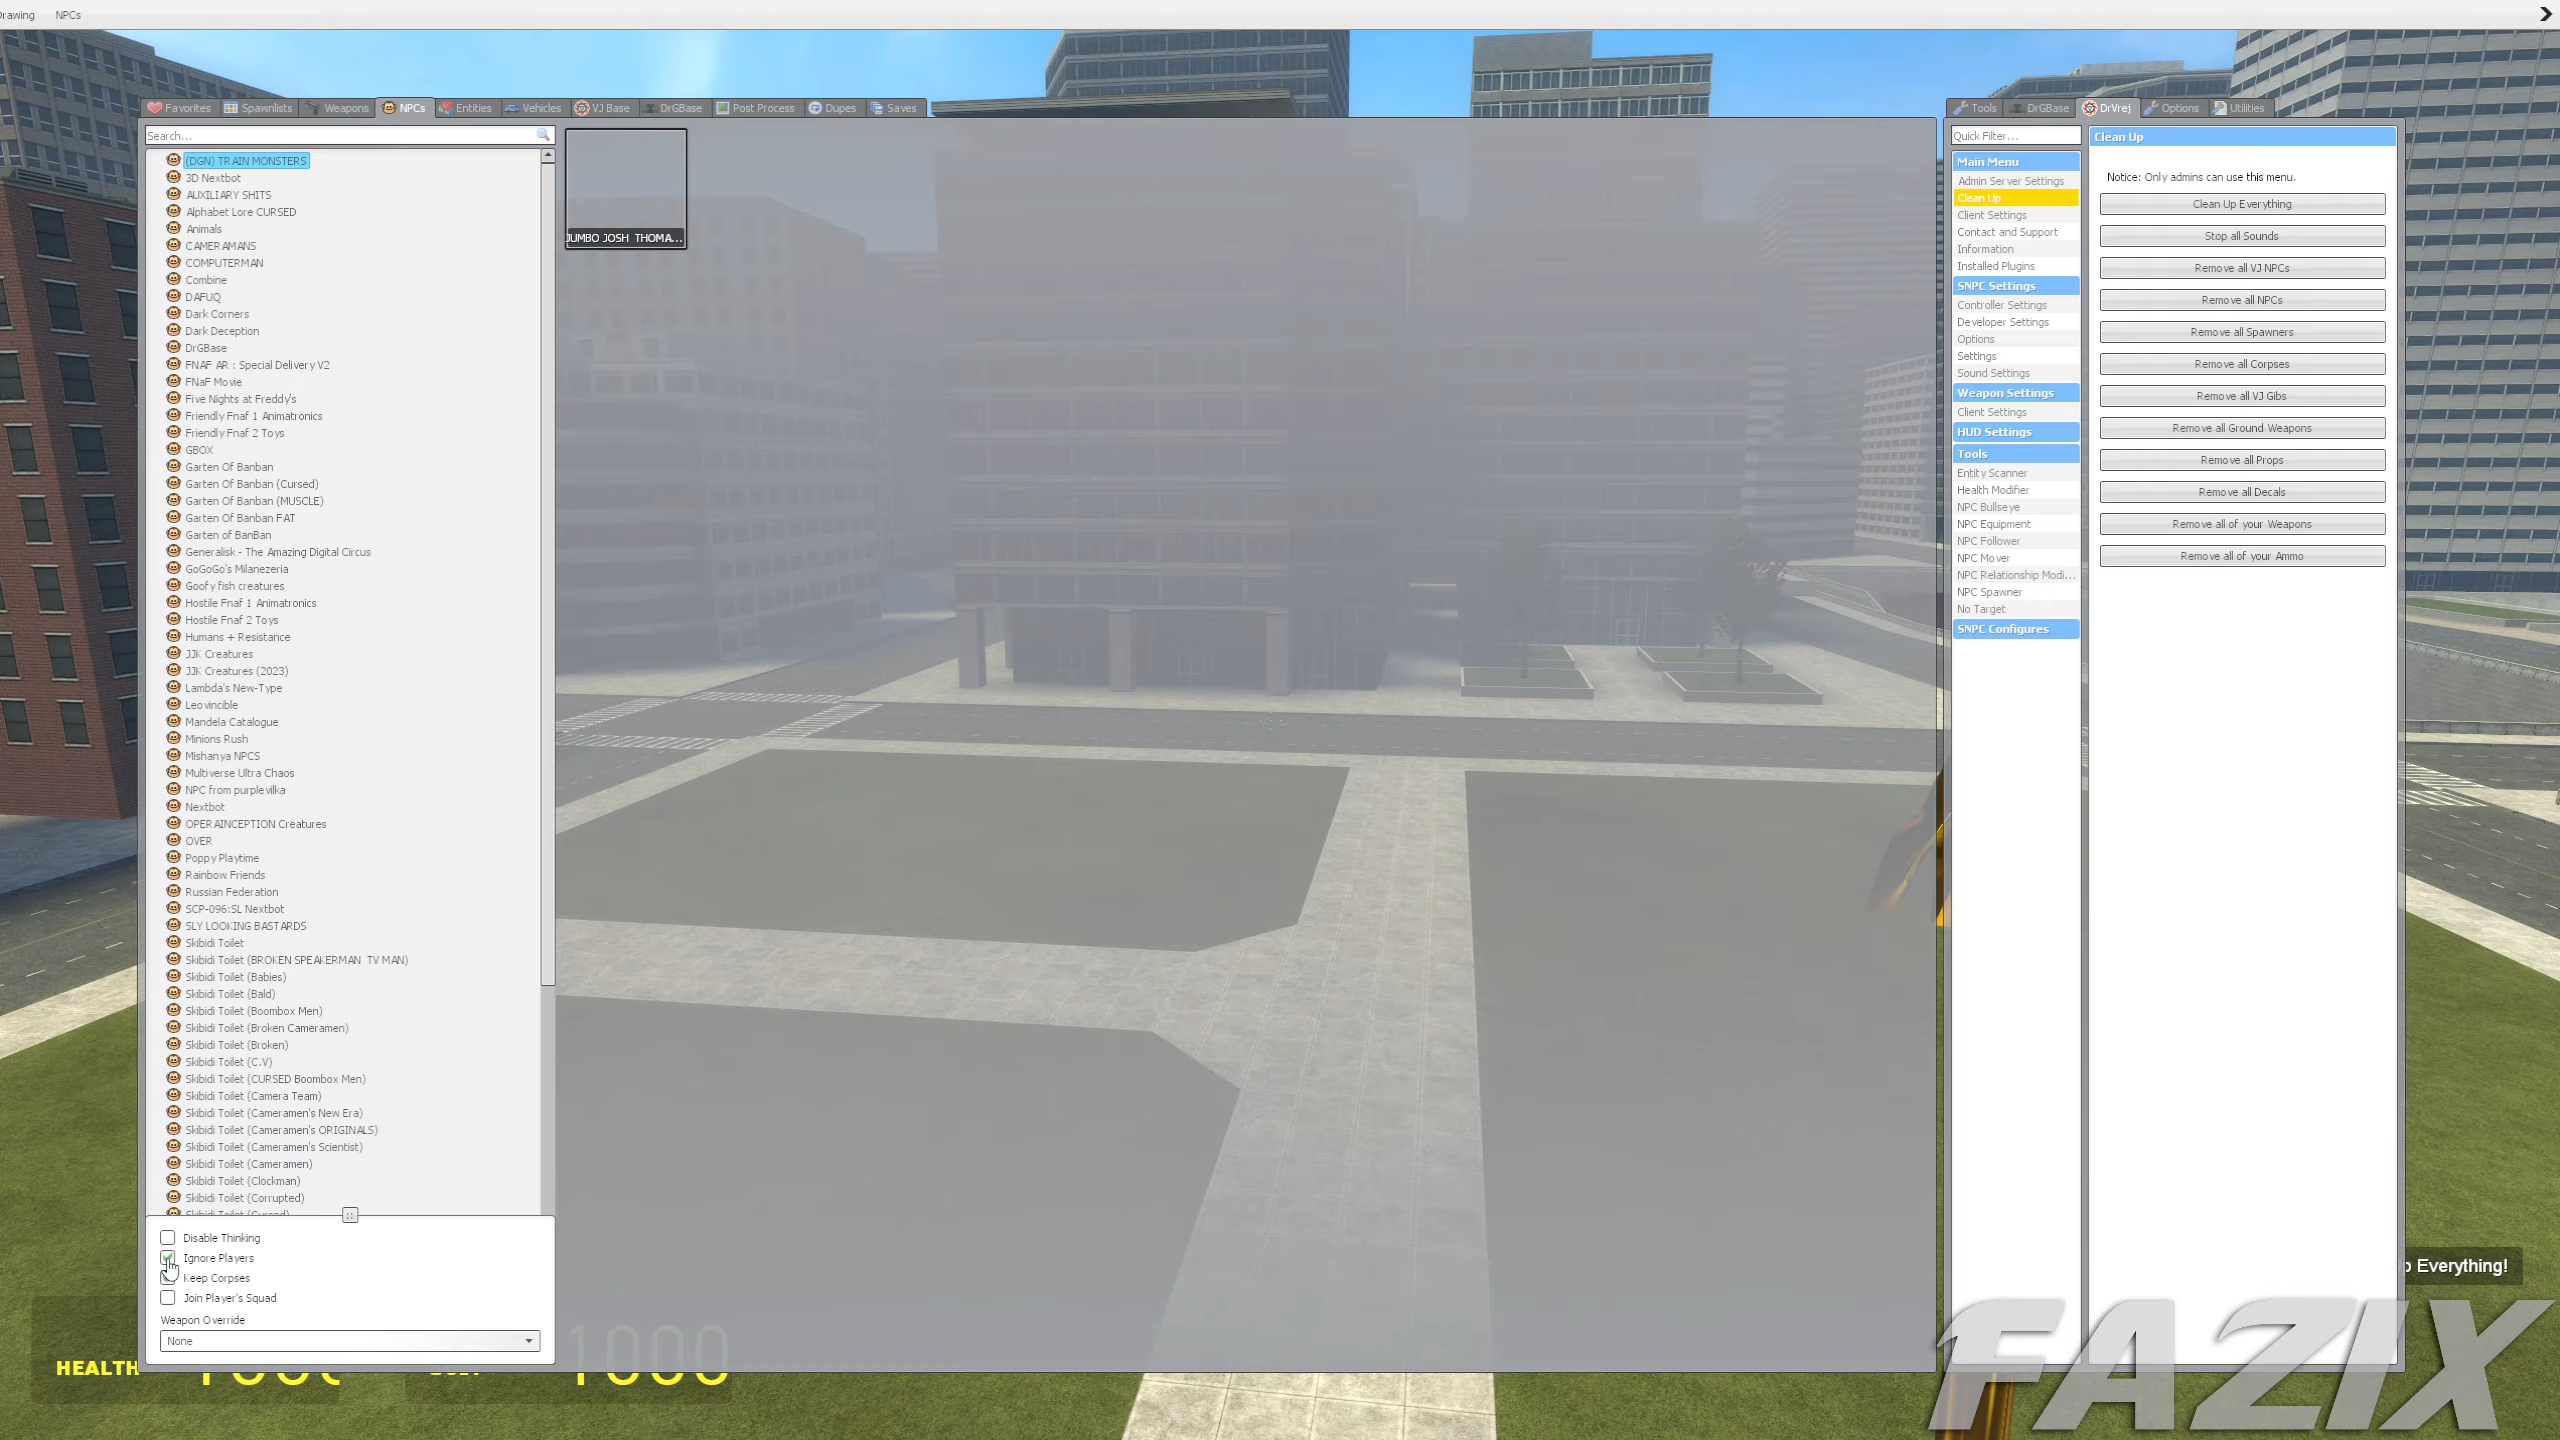 NPCs
Favorites Spawnlists Weapons NPCs Entities Vehicles VJ Base DrGBase Post Process Dupes Saves
Search...
(DGN) TRAIN MONSTERS
3D Nextbot
AUXILIARY SHITS
Alphabet Lore CURSED
Animals
CAMERAMANS
COMPUTERMAN
Combine
DAFUQ
Dark Corners
Dark Deception
DrGBase
FNAF AR : Special Delivery V2
FNaF Movie
Five Nights at Freddy's
Friendly Fnaf 1 Animatronics
Friendly Fnaf 2 Toys
GBOX
Garten Of Banban
Garten Of Banban (Cursed)
Garten Of Banban (MUSCLE)
Garten Of Banban FAT
Garten of BanBan
Generalisk - The Amazing Digital Circus
GoGoGo's Milanezeria
Goofy fish creatures
Hostile Fnaf 1 Animatronics
Hostile Fnaf 2 Toys
Humans + Resistance
JJK Creatures
JJK Creatures (2023)
Lambda's New-Type
Leovincible
Mandela Catalogue
Minions Rush
Mishanya NPCS
Multiverse Ultra Chaos
NPC from purplevilka
Nextbot
OPERAINCEPTION Creatures
OVER
Poppy Playtime
Rainbow Friends
Russian Federation
SCP-096:SL Nextbot
SLY LOOKING BASTARDS
Skibidi Toilet
Skibidi Toilet (BROKEN SPEAKERMAN TV MAN)
Skibidi Toilet (Babies)
Skibidi Toilet (Bald)
Skibidi Toilet (Boombox Men)
Skibidi Toilet (Broken Cameramen)
Skibidi Toilet (Broken)
Skibidi Toilet (C.V)
Skibidi Toilet (CURSED Boombox Men)
Skibidi Toilet (Camera Team)
Skibidi Toilet (Cameramen's New Era)
Skibidi Toilet (Cameramen's ORIGINALS)
Skibidi Toilet (Cameramen's Scientist)
Skibidi Toilet (Cameramen)
Skibidi Toilet (Clockman)
Skibidi Toilet (Corrupted)
Skibidi Toilet (Cursed)
Disable Thinking
Ignore Players
Keep Corpses
Join Player's Squad
Weapon Override
None
HEALTH
1000
JUMBO JOSH THOMA...
Tools DrGBase DrVrej Options Utilities
Quick Filter...
Main Menu
Admin Server Settings
Clean Up
Client Settings
Contact and Support
Information
Installed Plugins
SNPC Settings
Controller Settings
Developer Settings
Options
Settings
Sound Settings
Weapon Settings
Client Settings
HUD Settings
Tools
Entity Scanner
Health Modifier
NPC Bullseye
NPC Equipment
NPC Follower
NPC Mover
NPC Relationship Modi...
NPC Spawner
No Target
SNPC Configures
Clean Up
Notice: Only admins can use this menu.
Clean Up Everything
Stop all Sounds
Remove all VJ NPCs
Remove all NPCs
Remove all Spawners
Remove all Corpses
Remove all VJ Gibs
Remove all Ground Weapons
Remove all Props
Remove all Decals
Remove all of your Weapons
Remove all of your Ammo
Everything!
FAZIX